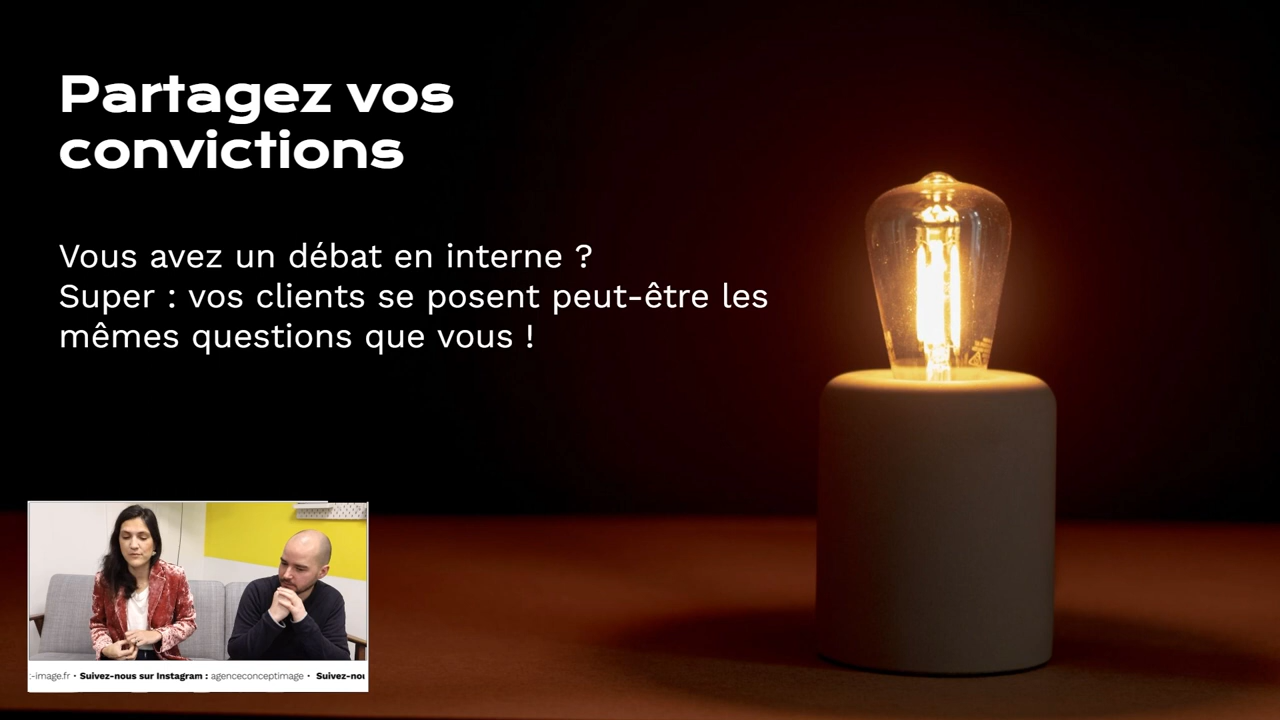 Partagez vos
convictions
Vous avez un débat en interne ?
Super : vos clients se posent peut-être les
mêmes questions que vous !
-image.fr • Suivez-nous sur Instagram : agenceconceptimage • Suivez-nou